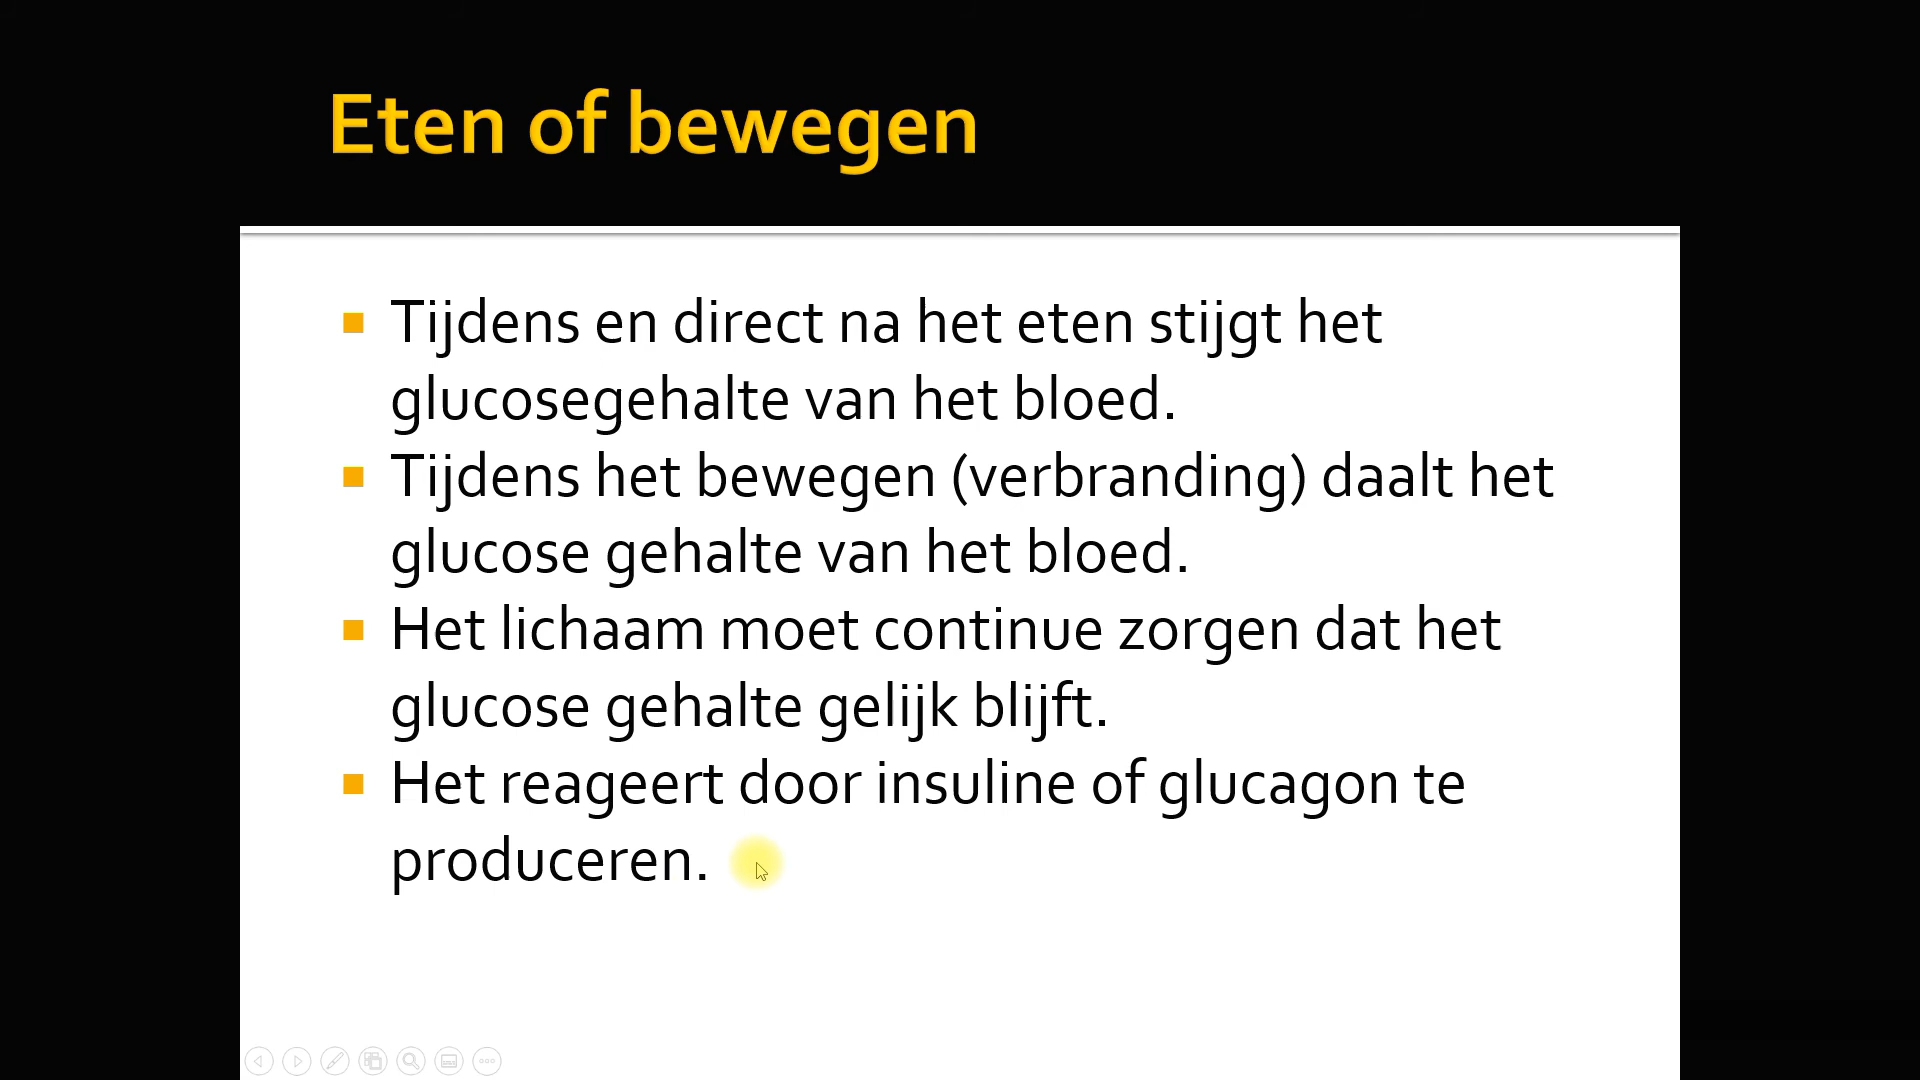 Eten of bewegen
Tijdens en direct na het eten stijgt het
glucosegehalte van het bloed.
Tijdens het bewegen (verbranding) daalt het
glucose gehalte van het bloed.
Het lichaam moet continue zorgen dat het
glucose gehalte gelijk blijft.
Het reageert door insuline of glucagon te
produceren.